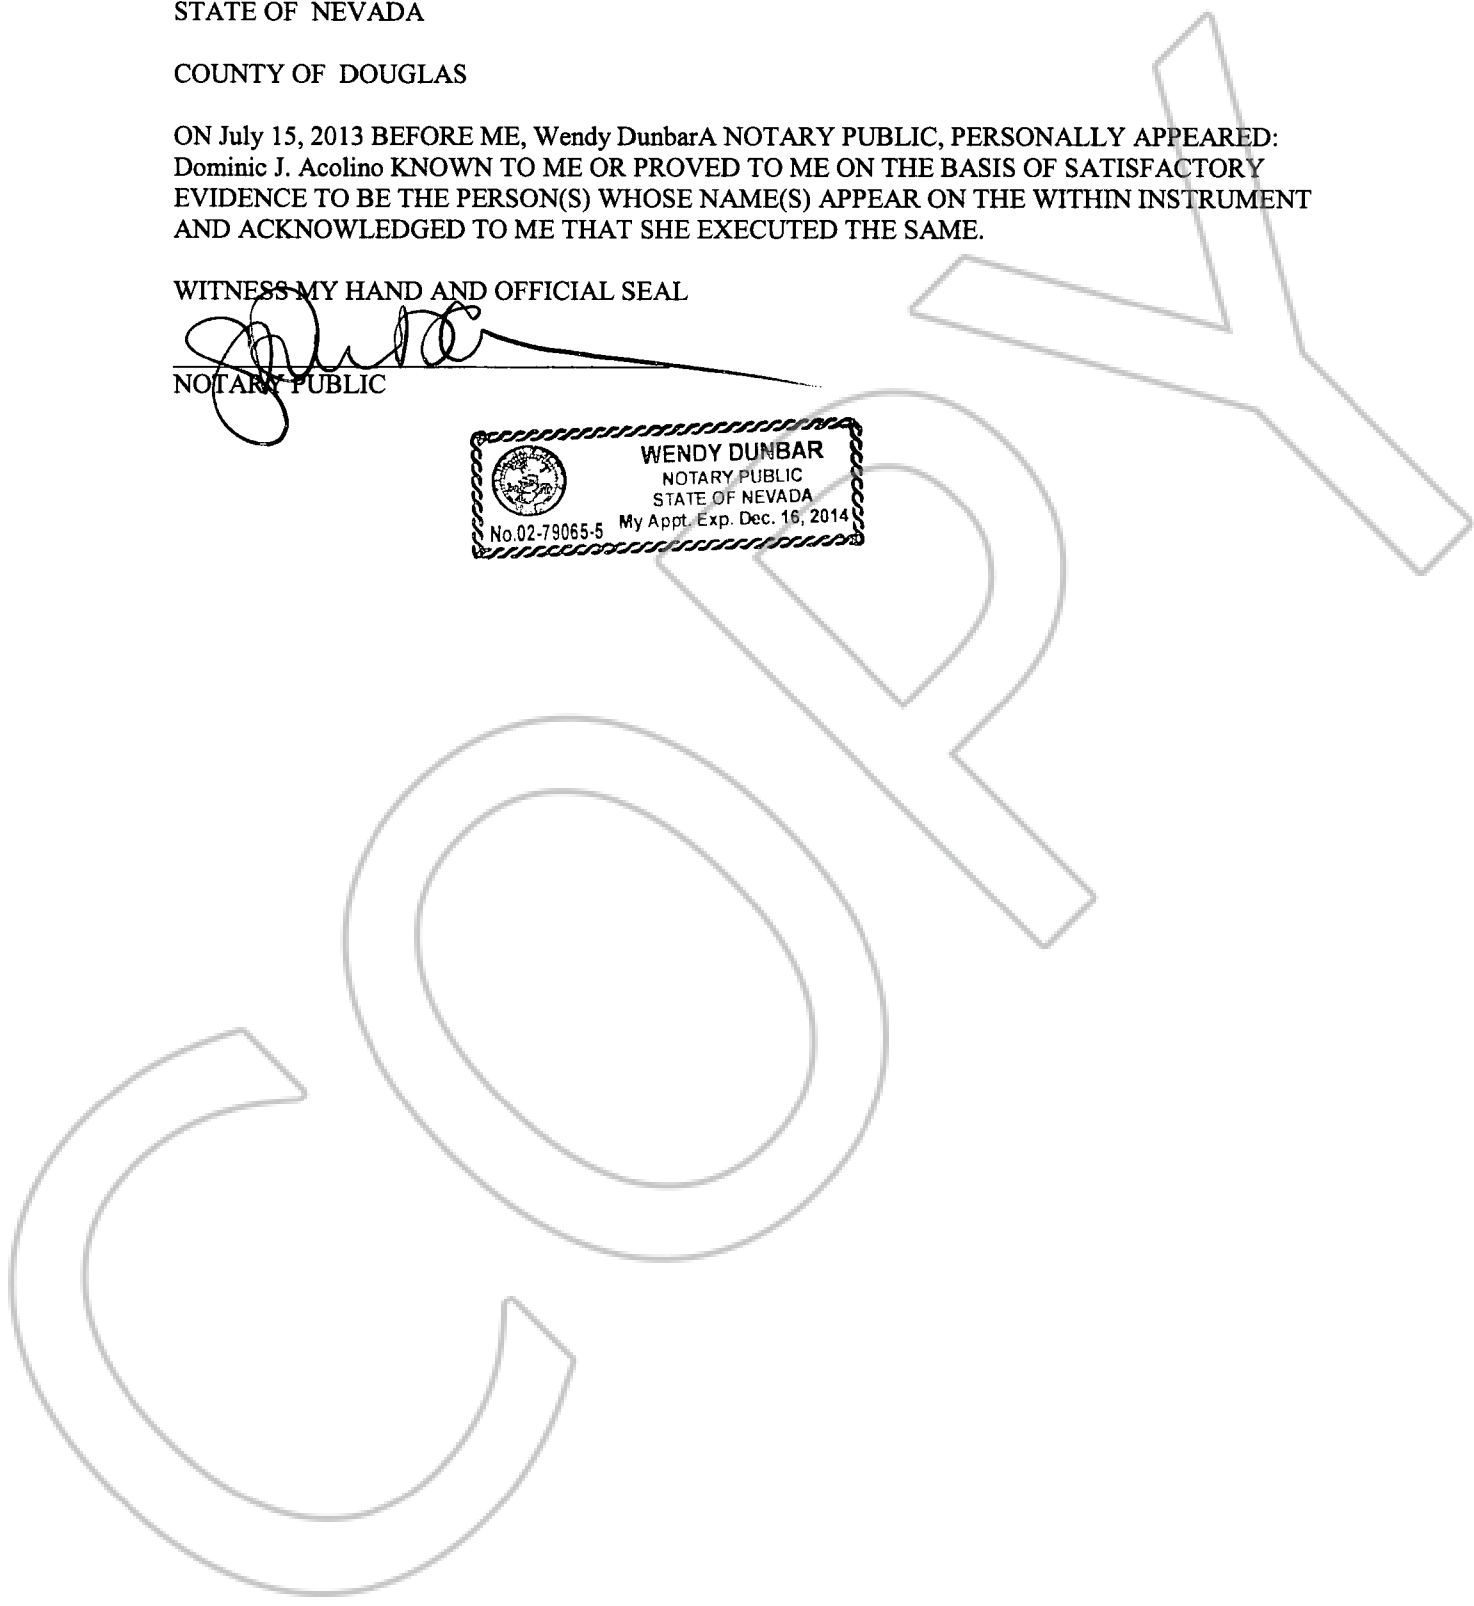 STATE OF NEVADA
COUNTY OF DOUGLAS
ON July 15, 2013 BEFORE ME, Wendy DunbarA NOTARY PUBLIC, PERSONALLY APPEARED:
Dominic J. Acolino KNOWN TO ME OR PROVED TO ME ON THE BASIS OF SATISFACTORY
EVIDENCE TO BE THE PERSON(S) WHOSE NAME(S) APPEAR ON THE WITHIN INSTRUMENT
AND ACKNOWLEDGED TO ME THAT SHE EXECUTED THE SAME.
WITNESS MY HAND AND OFFICIAL SEAL
NOTARY PUBLIC
WENDY DUNBAR
NOTARY PUBLIC
STATE OF NEVADA
My Appt. Exp. Dec. 16, 2014
No.02-79065-5
COPY